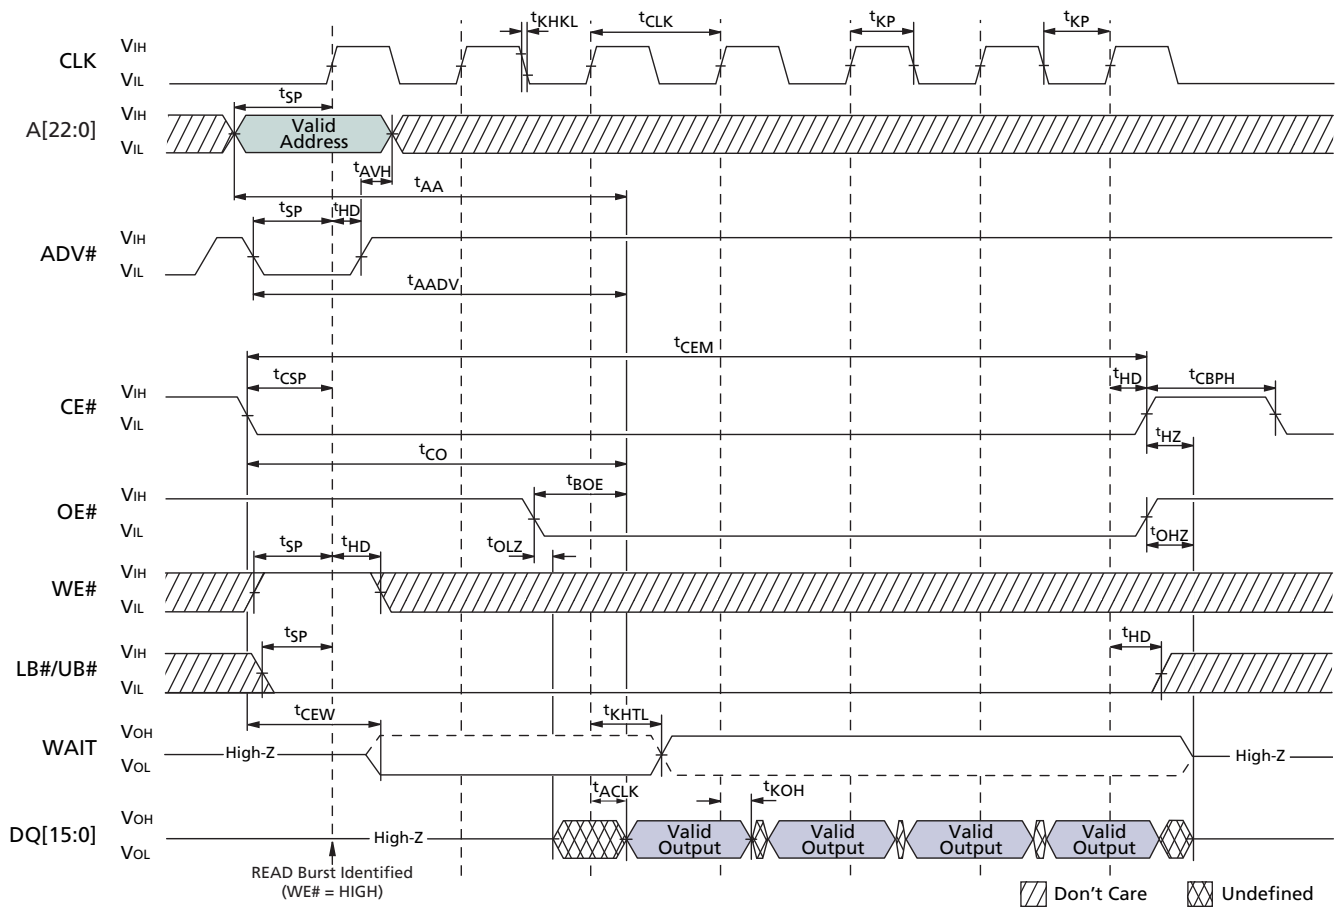 tKHKL tCLK tKP tKP
CLK VIH
VIL
tSP
A[22:0] VIH
VIL
Valid
Address
tAVH
tAA
tSP tHD
ADV# VIH
VIL
tAADV
tCEM
tCSP tHD tCBPH
CE# VIH
VIL
tHZ
tCO
tBOE
OE# VIH
VIL
tOLZ tOHZ
tSP tHD
WE# VIH
VIL
tSP tHD
LB#/UB# VIH
VIL
tCEW tKHTL
WAIT VOH
VOL
High-Z High-Z
tACLK tKOH
DQ[15:0] VOH
VOL
High-Z
Valid
Output
Valid
Output
Valid
Output
Valid
Output
READ Burst Identified
(WE# = HIGH)
Don't Care Undefined